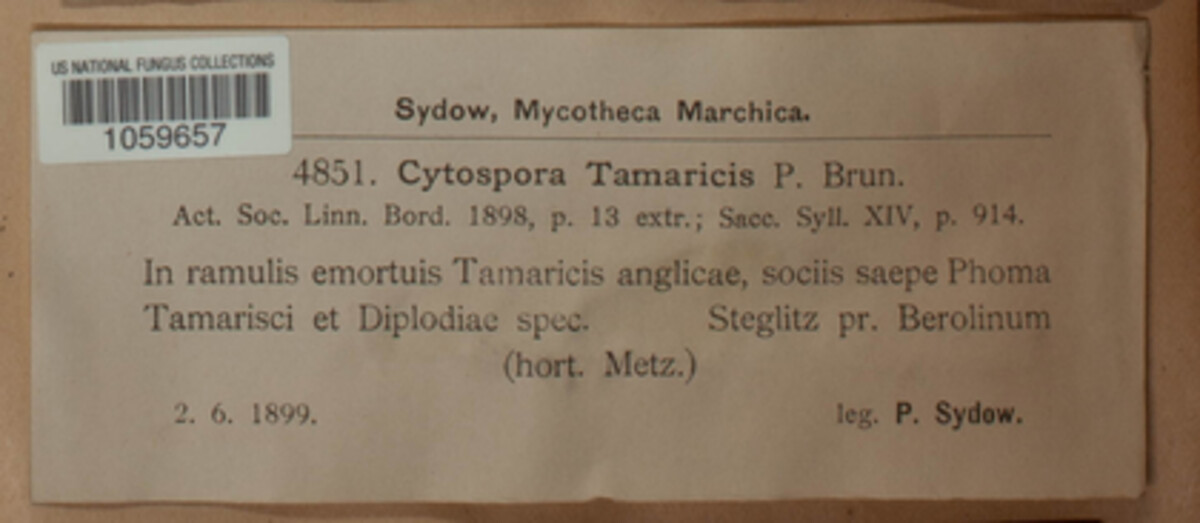 US NATIONAL FUNGUS COLLECTIONS
1059657
Sydow, Mycotheca Marchica.
4851. Cytospora Tamaricis P. Brun.
Act. Soc. Linn. Bord. 1898, p. 13 extr.; Sacc. Syll. XIV, p. 914.
In ramulis emortuis Tamaricis anglicae, sociis saepe Phoma
Tamarisci et Diplodiae spec. Steglitz pr. Berolinum
(hort. Metz.)
2. 6. 1899. leg. P. Sydow.